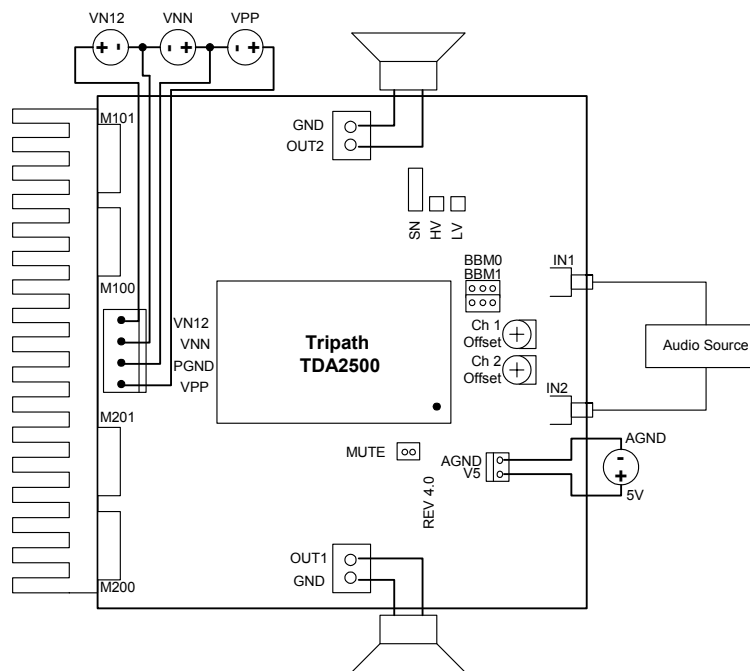 VN12
VNN
VPP
+ -
- +
- +
M101
GND
OUT2
SN
HV
LV
BBM0
BBM1
IN1
M100
VN12
VNN
PGND
VPP
Tripath
TDA2500
Ch 1
Offset
Ch 2
Offset
Audio Source
IN2
M201
MUTE
AGND
V5
AGND
-
+
5V
REV 4.0
OUT1
GND
M200